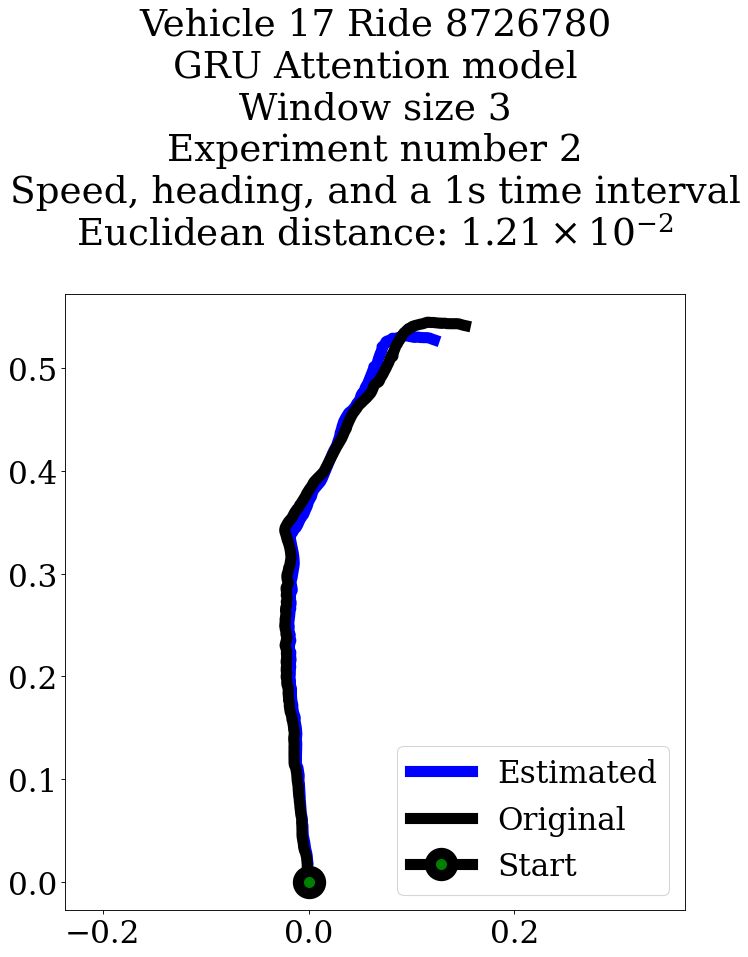 Vehicle 17 Ride 8726780
GRU Attention model
Window size 3
Experiment number 2
Speed, heading, and a 1s time interval
Euclidean distance: 1.21 × 10⁻²
0.5
0.4
0.3
0.2
0.1
0.0
Estimated
Original
Start
−0.2 0.0 0.2